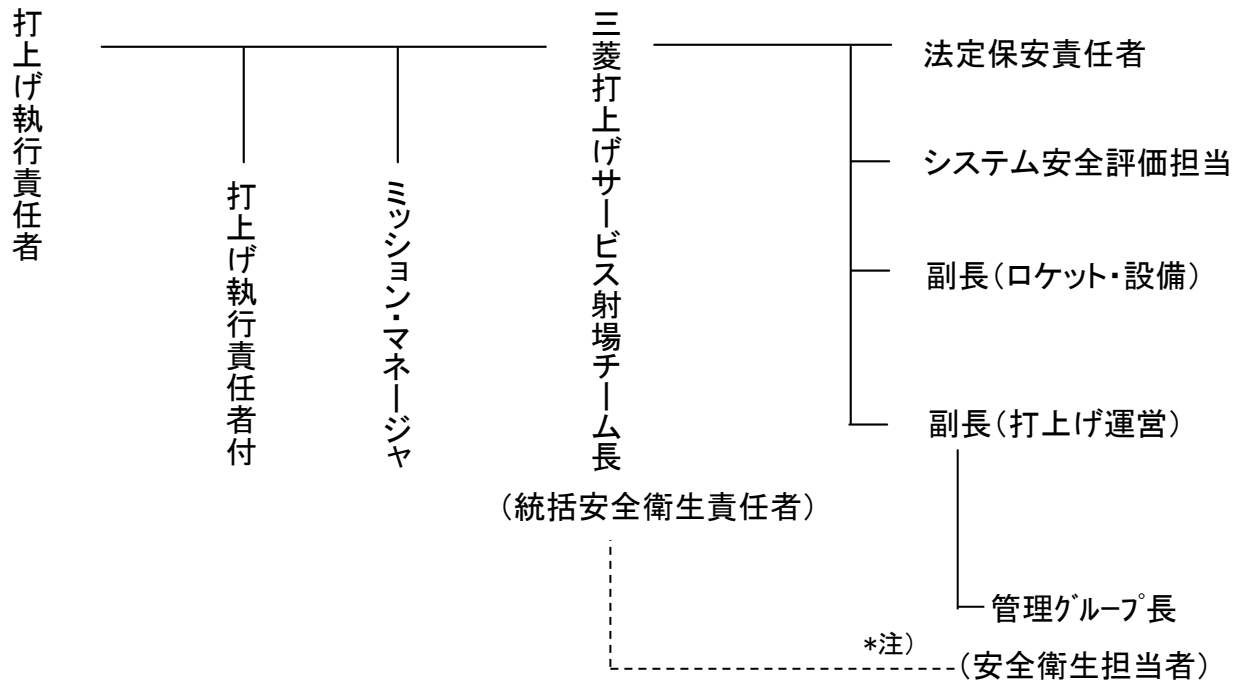 打上げ執行責任者
打上げ執行責任者付
ミッション・マネージャ
三菱打上げサービス射場チーム長
(統括安全衛生責任者)
法定保安責任者
システム安全評価担当
副長(ロケット・設備)
副長(打上げ運営)
管理ｸﾞﾙｰﾌﾟ長
*注)
(安全衛生担当者)